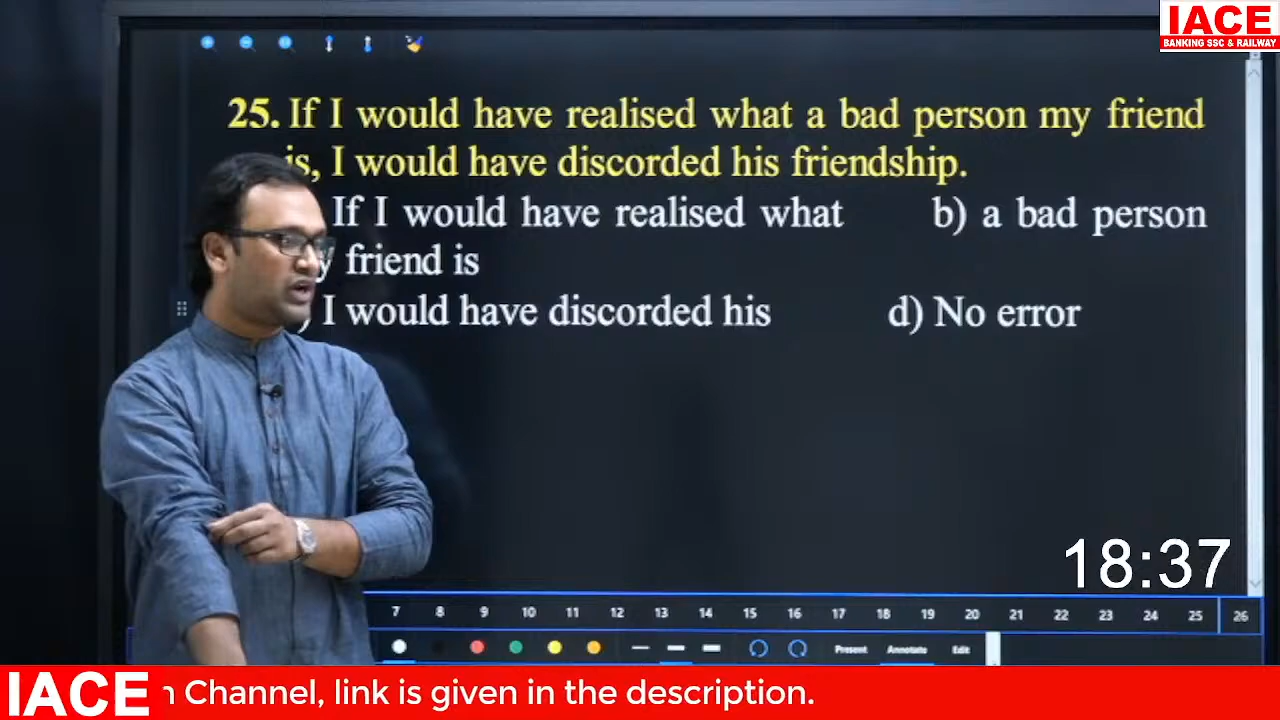 IACE
BANKING SSC & RAILWAY
25. If I would have realised what a bad person my friend
is, I would have discorded his friendship.
If I would have realised what b) a bad person
friend is
) I would have discorded his d) No error
18:37
7 8 9 10 11 12 13 14 15 16 17 18 19 20 21 22 23 24 25 26
Present Annotate Edit
IACE Channel, link is given in the description.